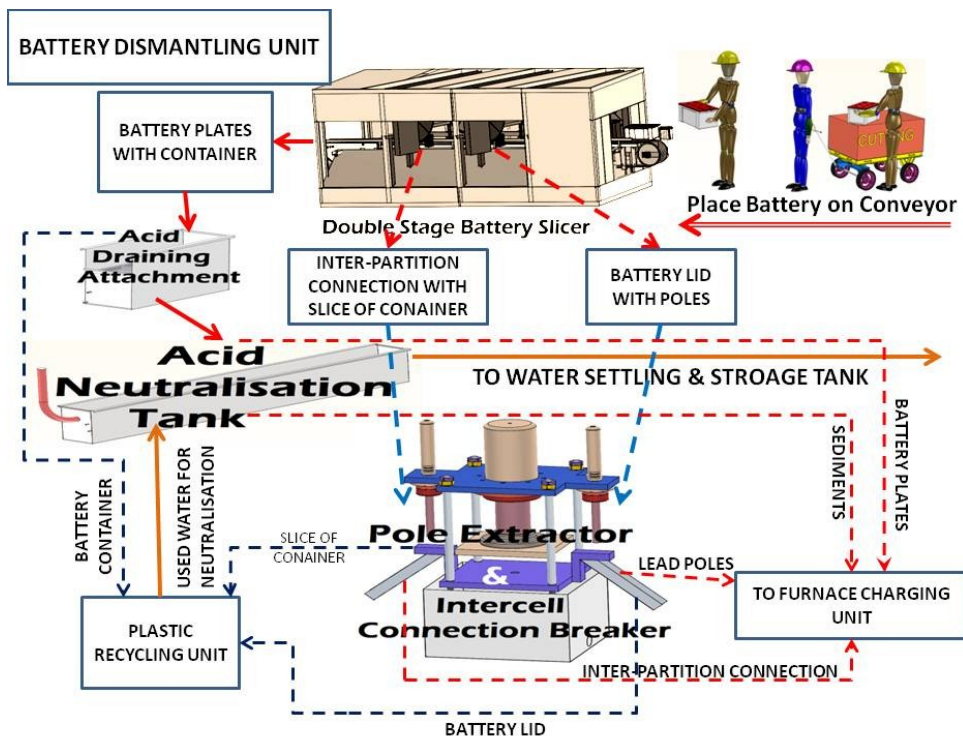 BATTERY DISMANTLING UNIT
BATTERY PLATES
WITH CONTAINER
CUTTING
Place Battery on Conveyor
Double Stage Battery Slicer
Acid
Draining
Attachment
INTER-PARTITION
CONNECTION WITH
SLICE OF CONAINER
BATTERY LID
WITH POLES
Acid
Neutralisation
Tank
TO WATER SETTLING & STROAGE TANK
BATTERY
CONTAINER
USED WATER FOR
NEUTRALISATION
SEDIMENTS
BATTERY PLATES
SLICE OF
CONAINER
Pole Extractor
&
Intercell
Connection Breaker
LEAD POLES
TO FURNACE CHARGING
UNIT
PLASTIC
RECYCLING UNIT
INTER-PARTITION CONNECTION
BATTERY LID